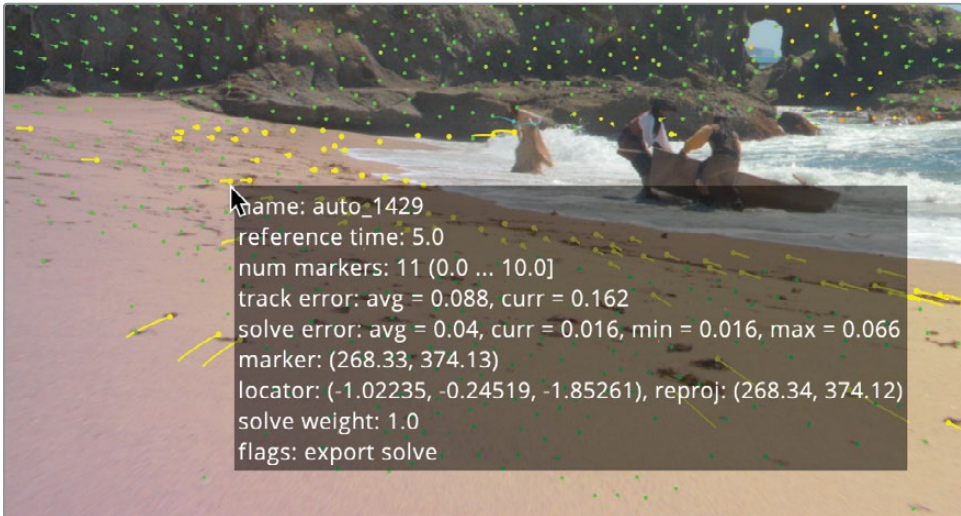 name: auto_1429
reference time: 5.0
num markers: 11 (0.0 ... 10.0]
track error: avg = 0.088, curr = 0.162
solve error: avg = 0.04, curr = 0.016, min = 0.016, max = 0.066
marker: (268.33, 374.13)
locator: (-1.02235, -0.24519, -1.85261), reproj: (268.34, 374.12)
solve weight: 1.0
flags: export solve